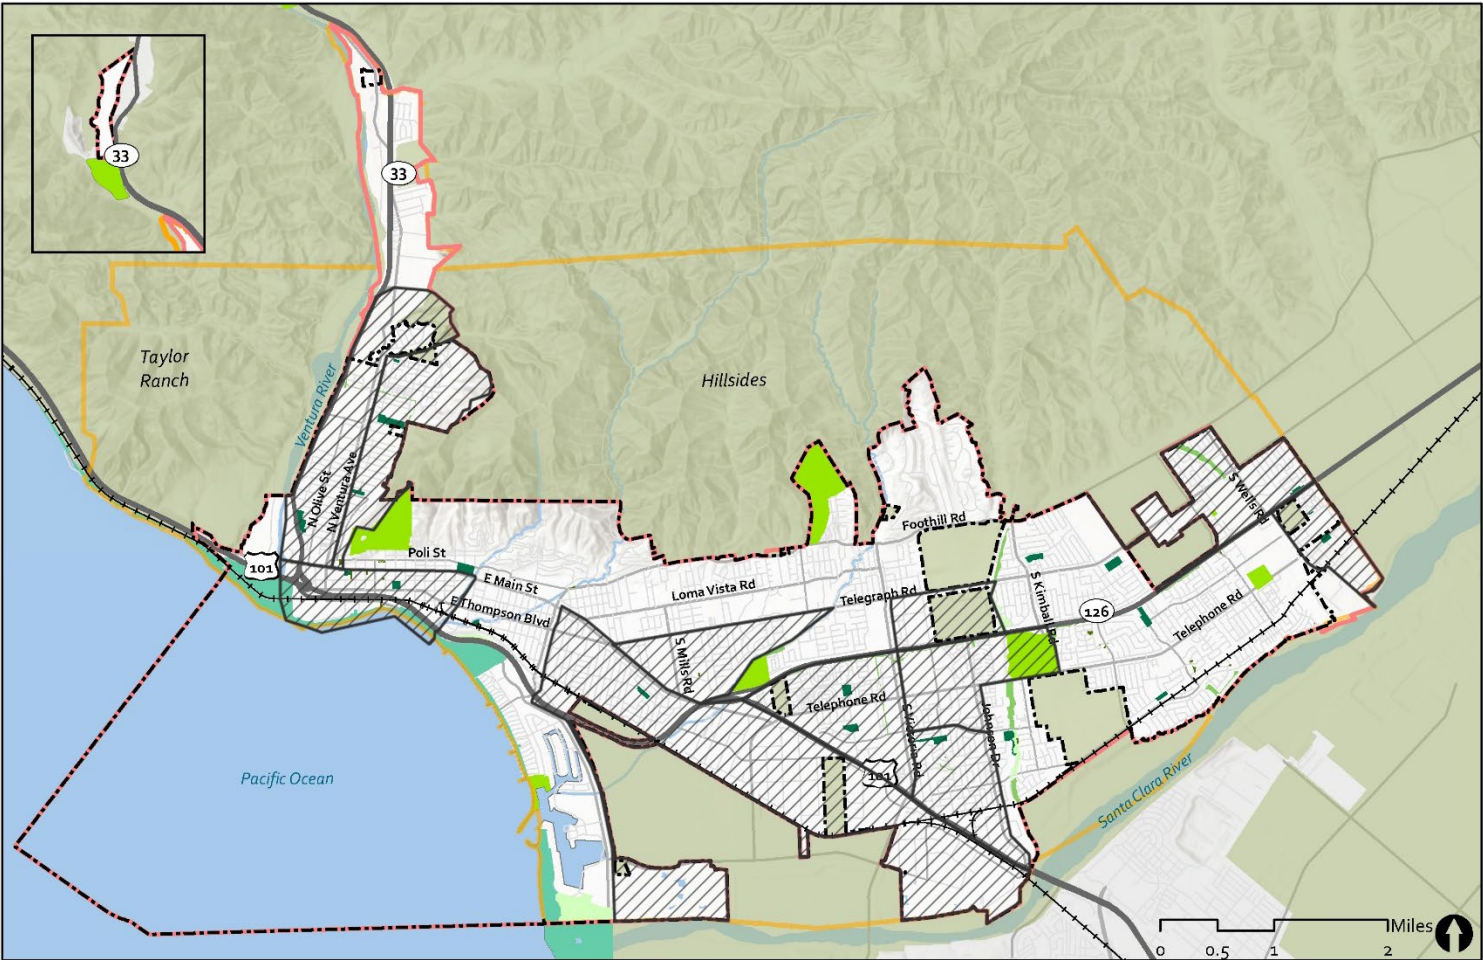 33
33
Taylor
Ranch
Hillsides
Ventura River
N Olive St
N Ventura Ave
S Wells Rd
Foothill Rd
Poli St
101
E Main St
Loma Vista Rd
Telegraph Rd
S Kimball Rd
126
E Thompson Blvd
Telephone Rd
S Mills Rd
Telephone Rd
S Victoria Rd
Johnson Dr
101
Pacific Ocean
Santa Clara River
Miles
0 0.5 1 2